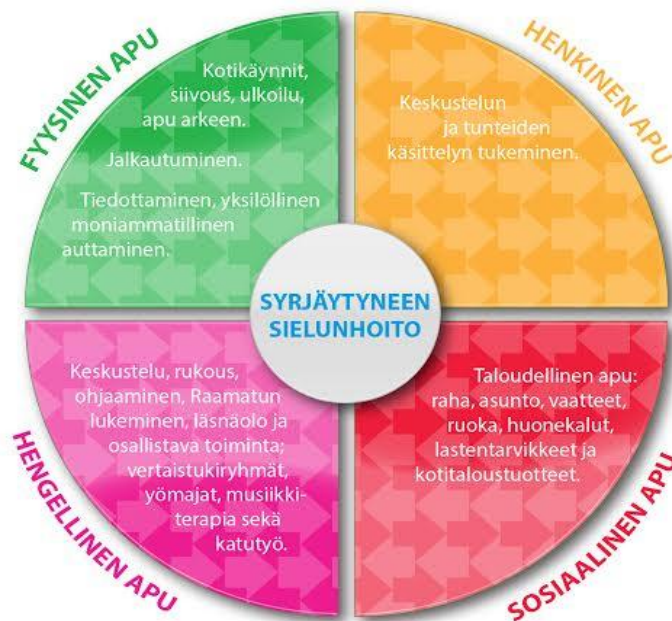 FYYSINEN APU
Kotikäynnit,
siivous, ulkoilu,
apu arkeen.
Jalkautuminen.
Tiedottaminen, yksilöllinen
moniammatillinen
auttaminen.
HENKINEN APU
Keskustelun
ja tunteiden
käsittelyn tukeminen.
SYRJÄYTYNEEN
SIELUNHOITO
HENGELLINEN APU
Keskustelu, rukous,
ohjaaminen, Raamatun
lukeminen, läsnäolo ja
osallistava toiminta;
vertaistukiryhmät,
yömajat, musiikki-
terapia sekä
katutyö.
SOSIAALINEN APU
Taloudellinen apu:
raha, asunto, vaatteet,
ruoka, huonekalut,
lastentarvikkeet ja
kotitaloustuotteet.